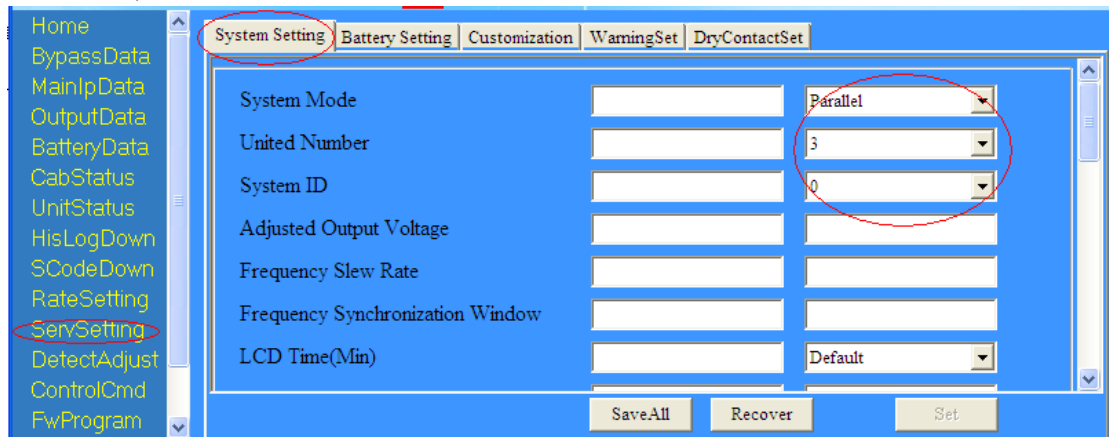 Home
BypassData
MainIpData
OutputData
BatteryData
CabStatus
UnitStatus
HisLogDown
SCodeDown
RateSetting
ServSetting
DetectAdjust
ControlCmd
FwProgram
System Setting Battery Setting Customization WarningSet DryContactSet
System Mode Parallel
United Number 3
System ID 0
Adjusted Output Voltage
Frequency Slew Rate
Frequency Synchronization Window
LCD Time(Min) Default
SaveAll Recover Set